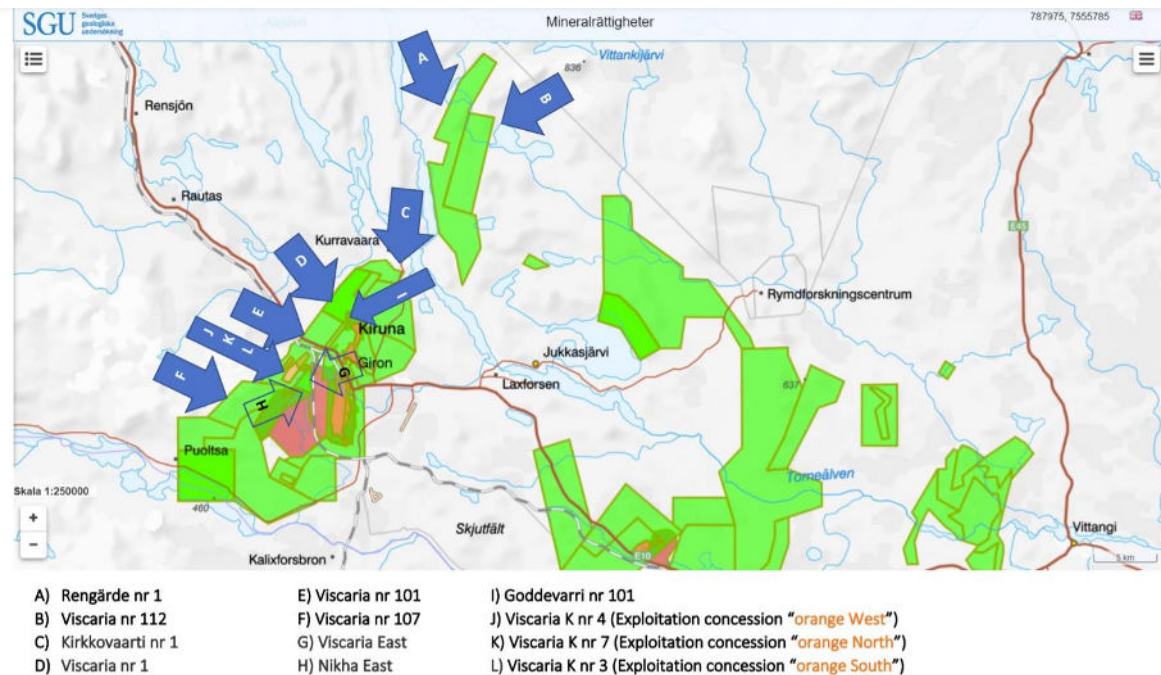 SGU Sveriges geologiska undersökning
Mineralrättigheter
787975, 7555785
Vittankijärvi
836
A
B
Rensjön
Rautas
C
Kurravaara
D
E45
E
I
Rymdforskningscentrum
J K L
Kiruna
Giron
Jukkasjärvi
G
F
Laxforsen
637
H
Puoltsa
Torneälven
Skala 1:250000
460
Skjutfält
Vittangi
+
−
Kalixforsbron
E10
5 km
A) Rengärde nr 1
B) Viscaria nr 112
C) Kirkkovaarti nr 1
D) Viscaria nr 1
E) Viscaria nr 101
F) Viscaria nr 107
G) Viscaria East
H) Nikha East
I) Goddevarri nr 101
J) Viscaria K nr 4 (Exploitation concession “orange West”)
K) Viscaria K nr 7 (Exploitation concession “orange North”)
L) Viscaria K nr 3 (Exploitation concession “orange South”)